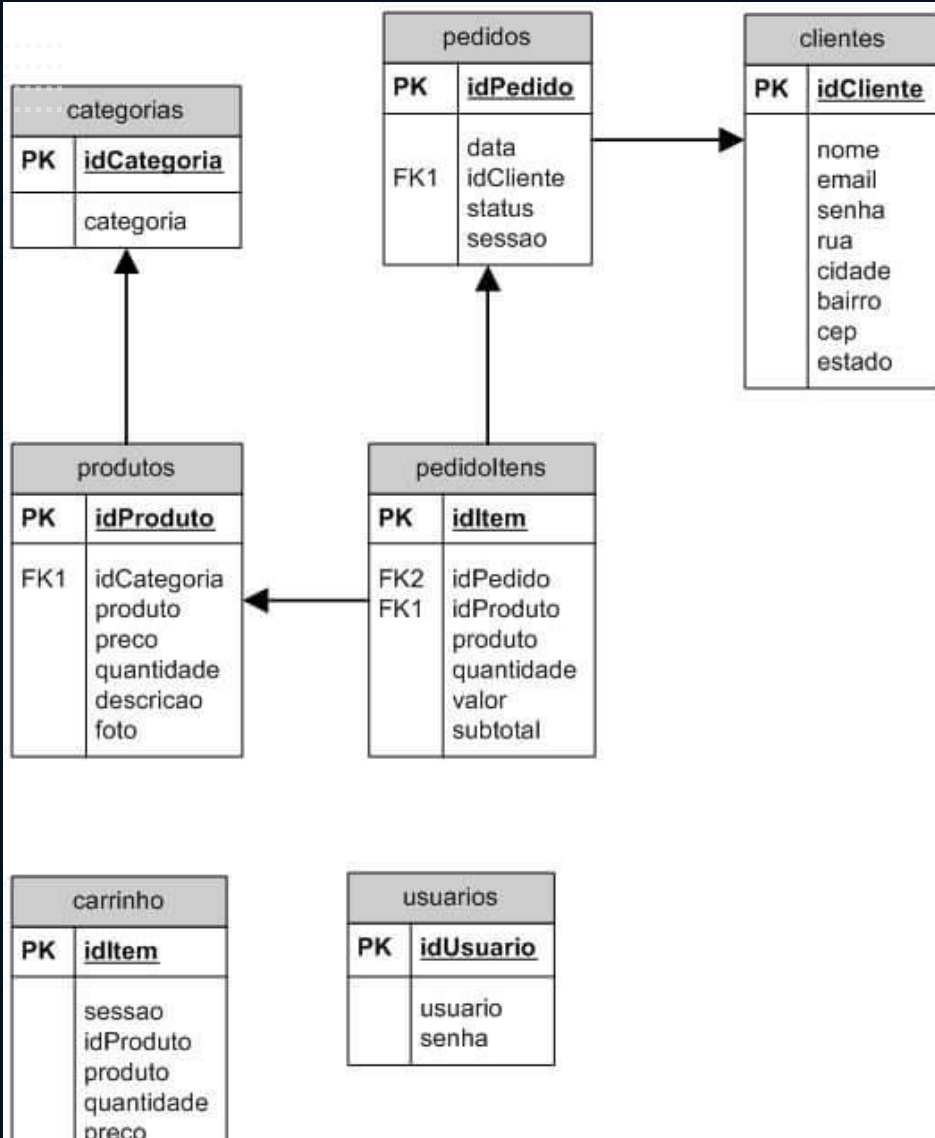 pedidos
PK idPedido
data
FK1 idCliente
status
sessao
clientes
PK idCliente
nome
email
senha
rua
cidade
bairro
cep
estado
categorias
PK idCategoria
categoria
produtos
PK idProduto
FK1 idCategoria
produto
preco
quantidade
descricao
foto
pedidoItens
PK idItem
FK2 idPedido
FK1 idProduto
produto
quantidade
valor
subtotal
carrinho
PK idItem
sessao
idProduto
produto
quantidade
preco
usuarios
PK idUsuario
usuario
senha